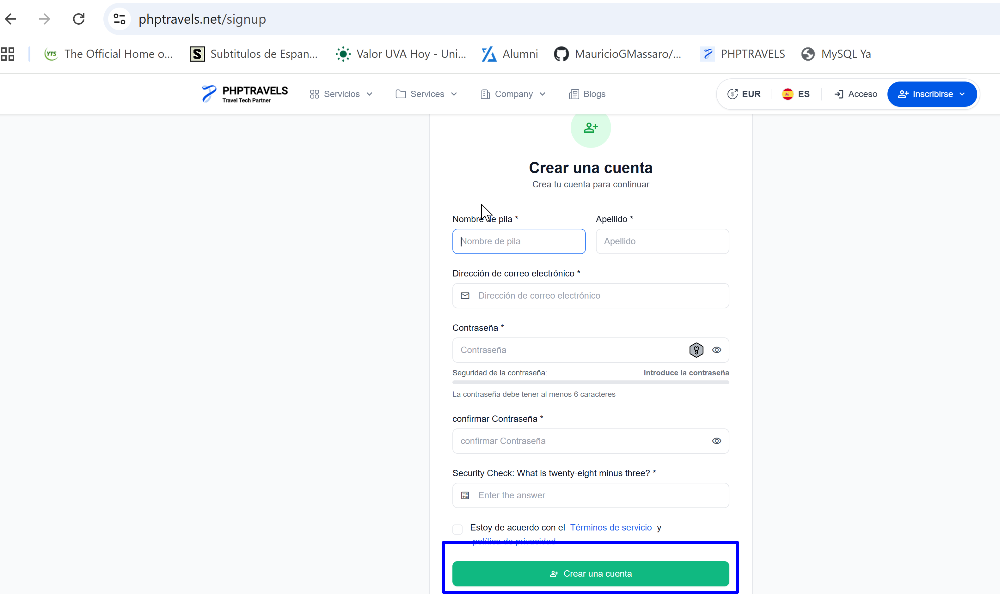 phptravels.net/signup
YTS The Official Home o... S Subtitulos de Espan... Valor UVA Hoy - Uni... Alumni MauricioGMassaro/... PHPTRAVELS MySQL Ya
PHPTRAVELS
Travel Tech Partner
Servicios Services Company Blogs EUR ES Acceso Inscribirse
Crear una cuenta
Crea tu cuenta para continuar
Nombre de pila * Apellido *
Nombre de pila Apellido
Dirección de correo electrónico *
Dirección de correo electrónico
Contraseña *
Contraseña
Seguridad de la contraseña: Introduce la contraseña
La contraseña debe tener al menos 6 caracteres
confirmar Contraseña *
confirmar Contraseña
Security Check: What is twenty-eight minus three? *
Enter the answer
Estoy de acuerdo con el Términos de servicio y
política de privacidad
Crear una cuenta